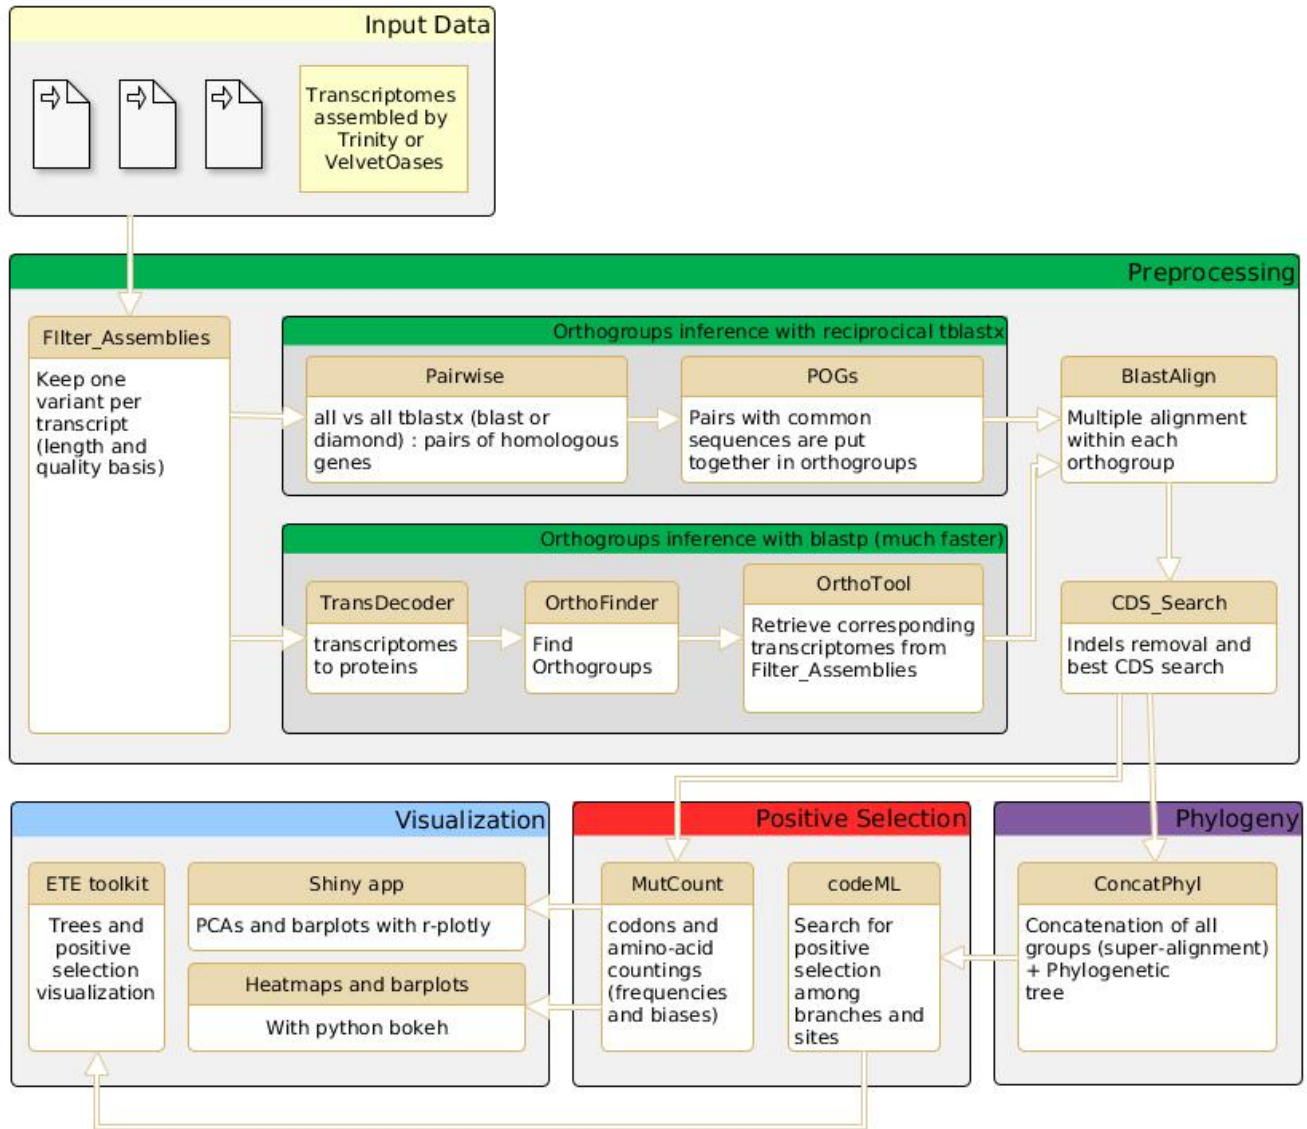 Input Data
Transcriptomes
assembled by
Trinity or
VelvetOases
Preprocessing
FIlter_Assemblies
Keep one
variant per
transcript
(length and
quality basis)
Orthogroups inference with reciprocical tblastx
Pairwise
all vs all tblastx (blast or
diamond) : pairs of homologous
genes
POGs
Pairs with common
sequences are put
together in orthogroups
BlastAlign
Multiple alignment
within each
orthogroup
Orthogroups inference with blastp (much faster)
TransDecoder
transcriptomes
to proteins
OrthoFinder
Find
Orthogroups
OrthoTool
Retrieve corresponding
transcriptomes from
Filter_Assemblies
CDS_Search
Indels removal and
best CDS search
Visualization
ETE toolkit
Trees and
positive
selection
visualization
Shiny app
PCAs and barplots with r-plotly
Heatmaps and barplots
With python bokeh
Positive Selection
MutCount
codons and
amino-acid
countings
(frequencies
and biases)
codeML
Search for
positive
selection
among
branches and
sites
Phylogeny
ConcatPhyl
Concatenation of all
groups (super-alignment)
+ Phylogenetic
tree